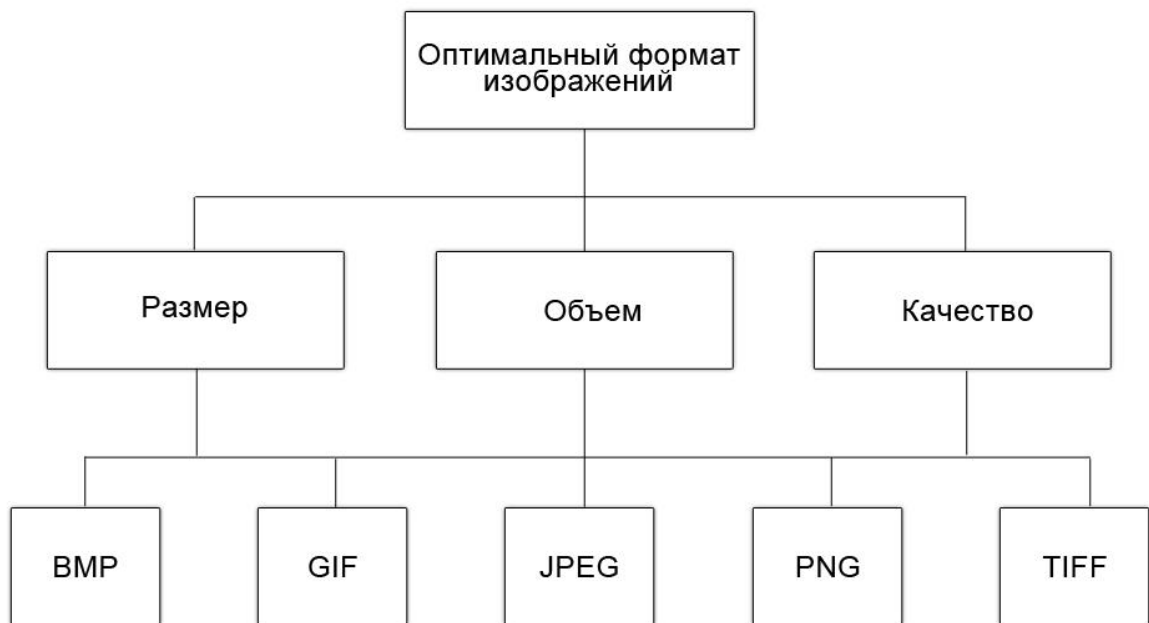 Оптимальный формат
изображений
Размер
Объем
Качество
BMP
GIF
JPEG
PNG
TIFF